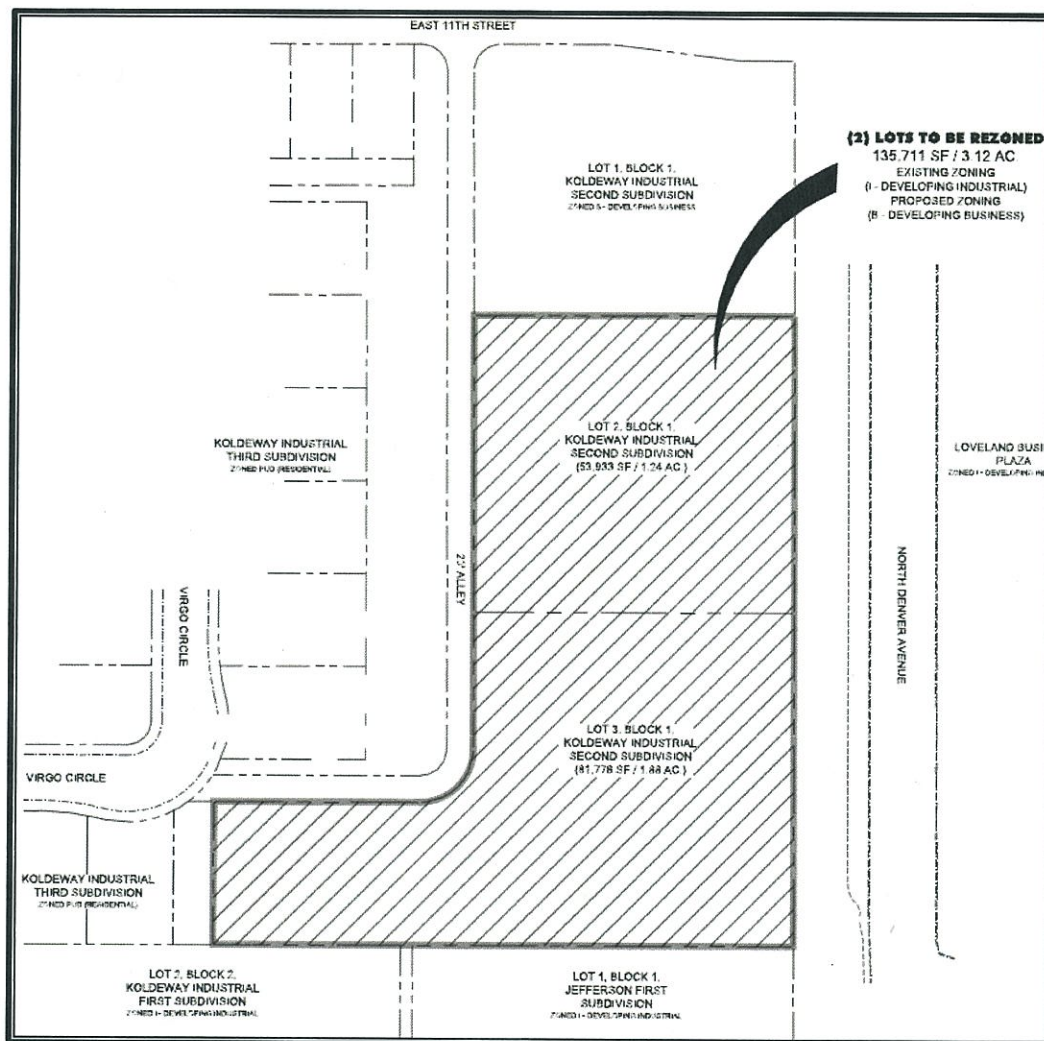 EAST 11TH STREET
(2) LOTS TO BE REZONED
135,711 SF / 3.12 AC.
EXISTING ZONING
(I - DEVELOPING INDUSTRIAL)
PROPOSED ZONING
(B - DEVELOPING BUSINESS)
LOT 1, BLOCK 1,
KOLDEWAY INDUSTRIAL
SECOND SUBDIVISION
ZONED B - DEVELOPING BUSINESS
LOT 2, BLOCK 1,
KOLDEWAY INDUSTRIAL
SECOND SUBDIVISION
(53,933 SF / 1.24 AC.)
KOLDEWAY INDUSTRIAL
THIRD SUBDIVISION
ZONED PUD (RESIDENTIAL)
LOVELAND BUSI
PLAZA
ZONED I - DEVELOPING IN
ALLEY
NORTH DENVER AVENUE
VIRGO CIRCLE
LOT 3, BLOCK 1,
KOLDEWAY INDUSTRIAL
SECOND SUBDIVISION
(81,778 SF / 1.88 AC.)
VIRGO CIRCLE
KOLDEWAY INDUSTRIAL
THIRD SUBDIVISION
ZONED PUD (RESIDENTIAL)
LOT 2, BLOCK 2,
KOLDEWAY INDUSTRIAL
FIRST SUBDIVISION
ZONED I - DEVELOPING INDUSTRIAL
LOT 1, BLOCK 1,
JEFFERSON FIRST
SUBDIVISION
ZONED I - DEVELOPING INDUSTRIAL